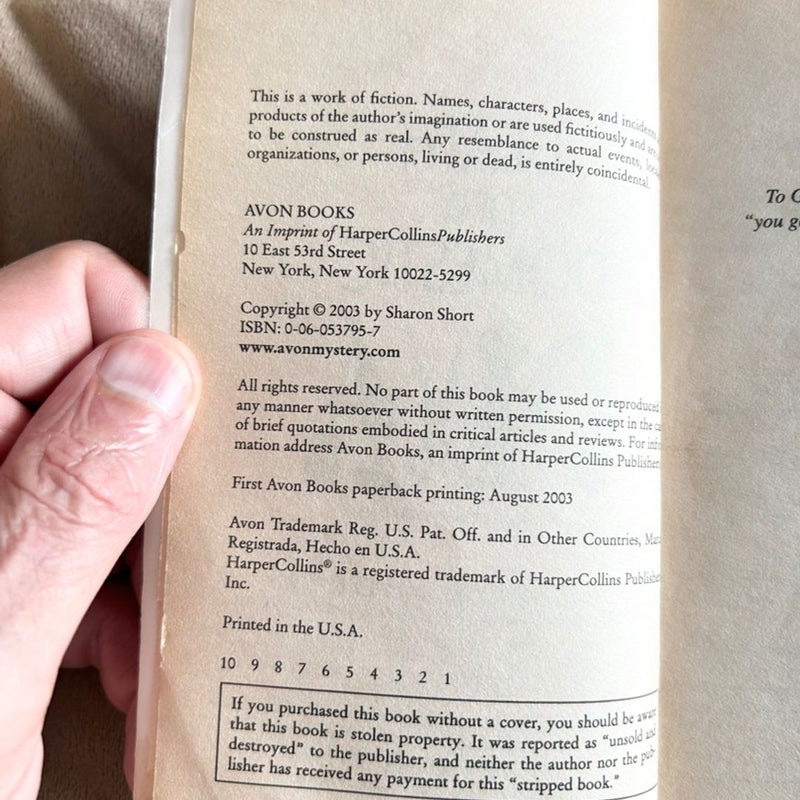 This is a work of fiction. Names, characters, places, and
products of the author's imagination or are used fictitiously and
to be construed as real. Any resemblance to actual events,
organizations, or persons, living or dead, is entirely coincidental.
AVON BOOKS
An Imprint of HarperCollinsPublishers
10 East 53rd Street
New York, New York 10022-5299
Copyright © 2003 by Sharon Short
ISBN: 0-06-053795-7
www.avonmystery.com
All rights reserved. No part of this book may be used or reproduced
any manner whatsoever without written permission, except in the
of brief quotations embodied in critical articles and reviews. For
mation address Avon Books, an imprint of HarperCollins
First Avon Books paperback printing: August 2003
Avon Trademark Reg. U.S. Pat. Off. and in Other Countries,
Registrada, Hecho en U.S.A.
HarperCollins® is a registered trademark of HarperCollins
Inc.
Printed in the U.S.A.
10 9 8 7 6 5 4 3 2 1
If you purchased this book without a cover, you should be
that this book is stolen property. It was reported as "unsold and
destroyed" to the publisher, and neither the author nor the pub-
lisher has received any payment for this "stripped book."
To
"you